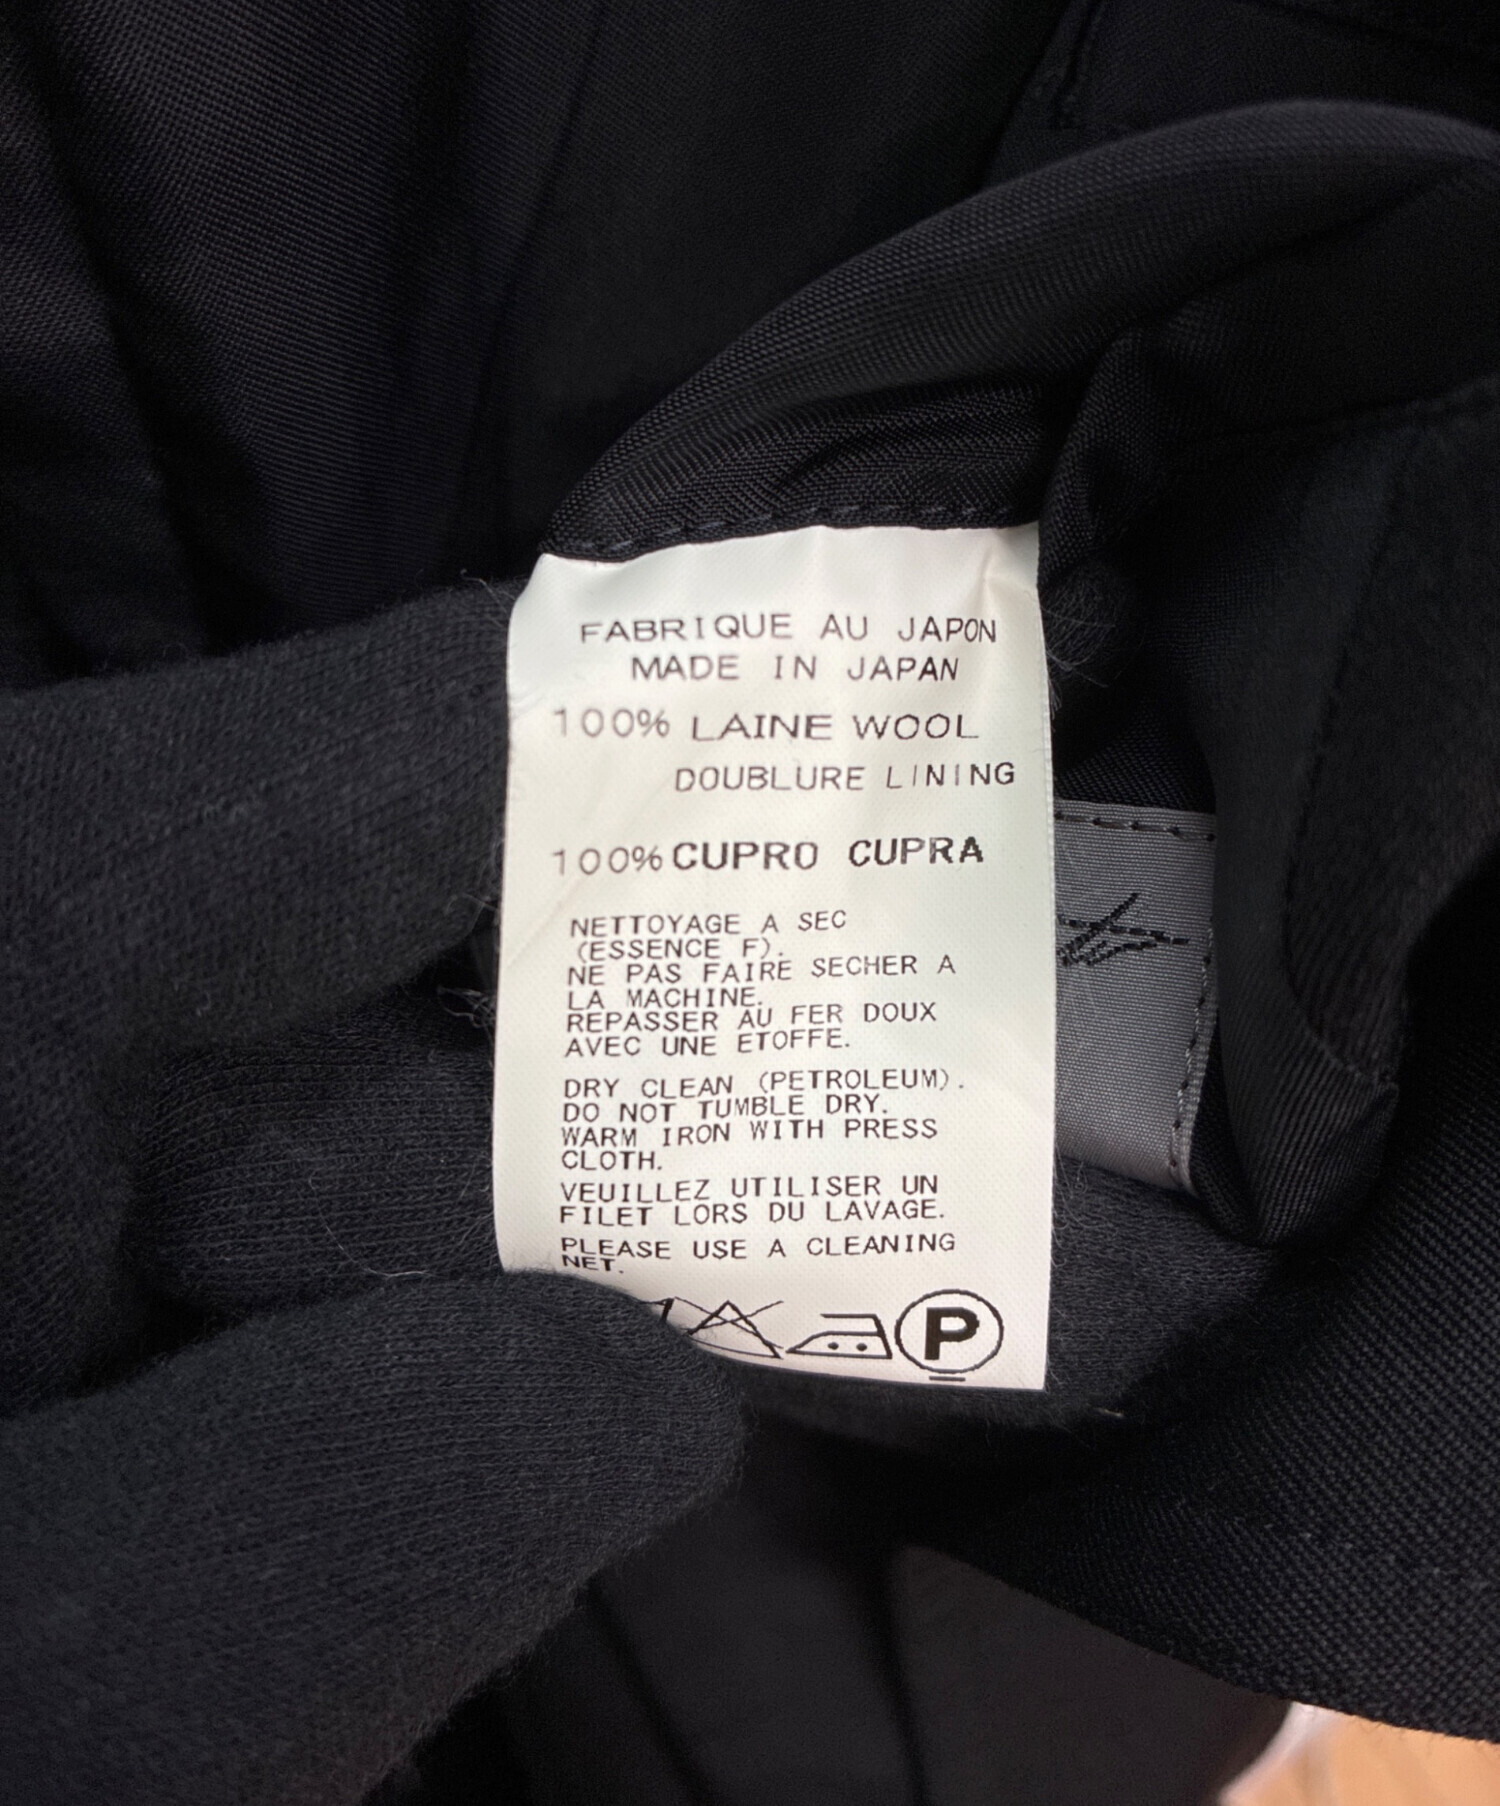 FABRIQUE AU JAPON
MADE IN JAPAN
100% LAINE WOOL
DOUBLURE LINING
100% CUPRO CUPRA
NETTOYAGE A SEC
(ESSENCE F).
NE PAS FAIRE SECHER A
LA MACHINE.
REPASSER AU FER DOUX
AVEC UNE ETOFFE.
DRY CLEAN (PETROLEUM).
DO NOT TUMBLE DRY.
WARM IRON WITH PRESS
CLOTH.
VEUILLEZ UTILISER UN
FILET LORS DU LAVAGE.
PLEASE USE A CLEANING
NET.
P